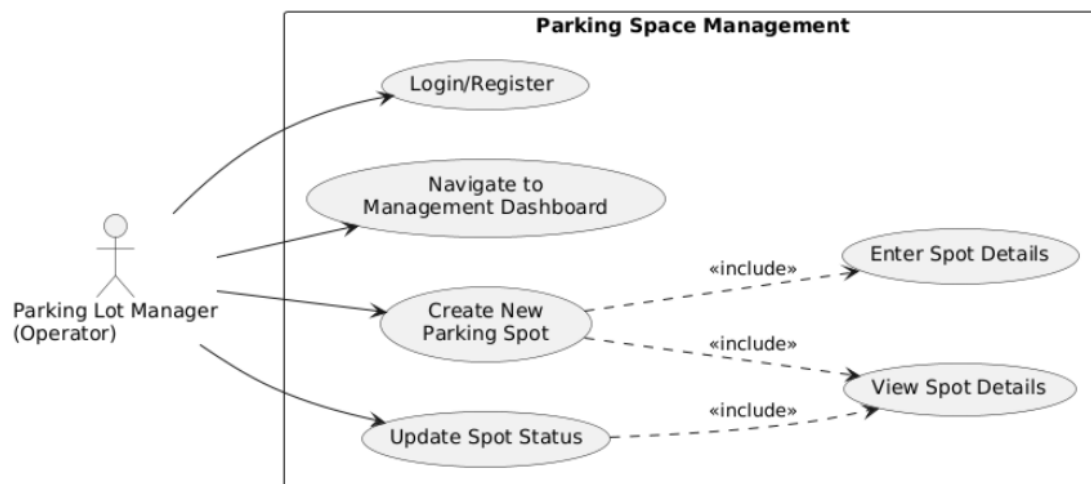 Parking Space Management
Login/Register
Navigate to
Management Dashboard
Enter Spot Details
«include»
Parking Lot Manager
(Operator)
Create New
Parking Spot
«include»
View Spot Details
«include»
Update Spot Status